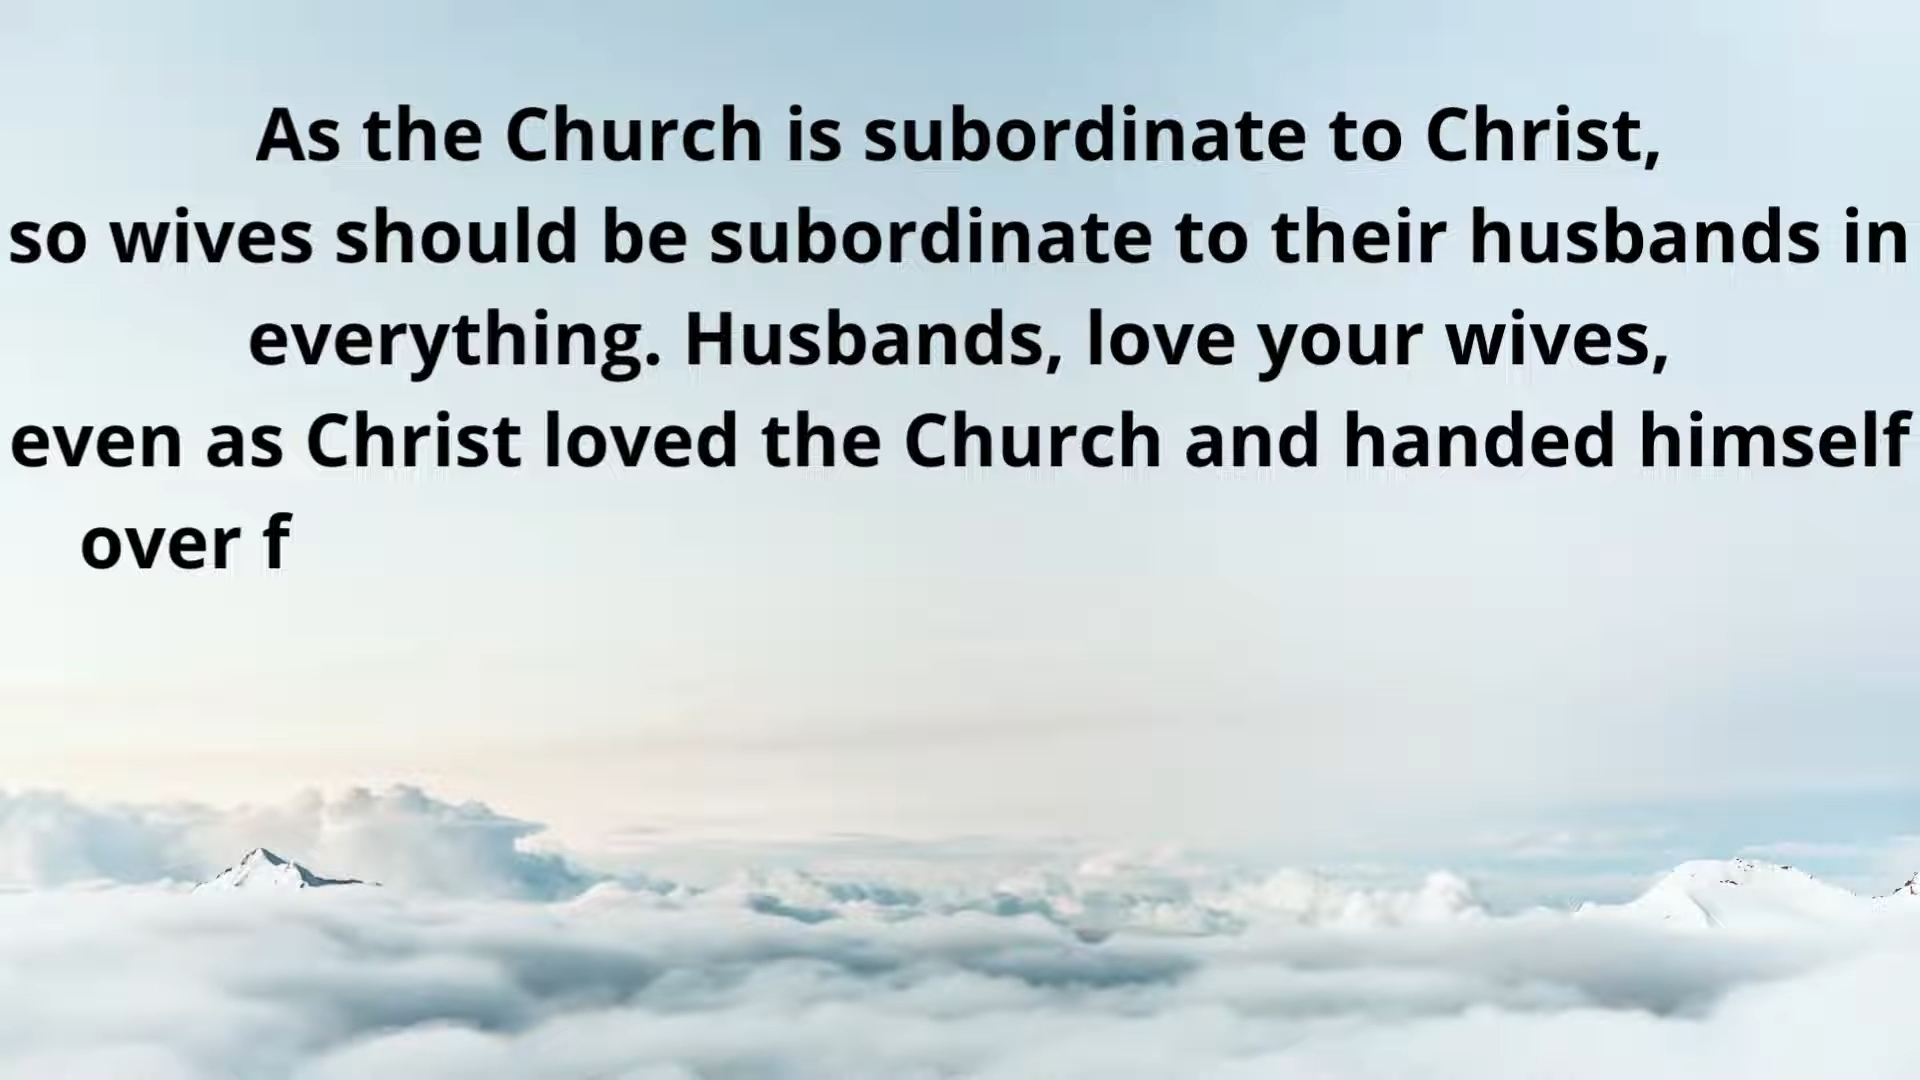 As the Church is subordinate to Christ,
so wives should be subordinate to their husbands in
everything. Husbands, love your wives,
even as Christ loved the Church and handed himself
over f